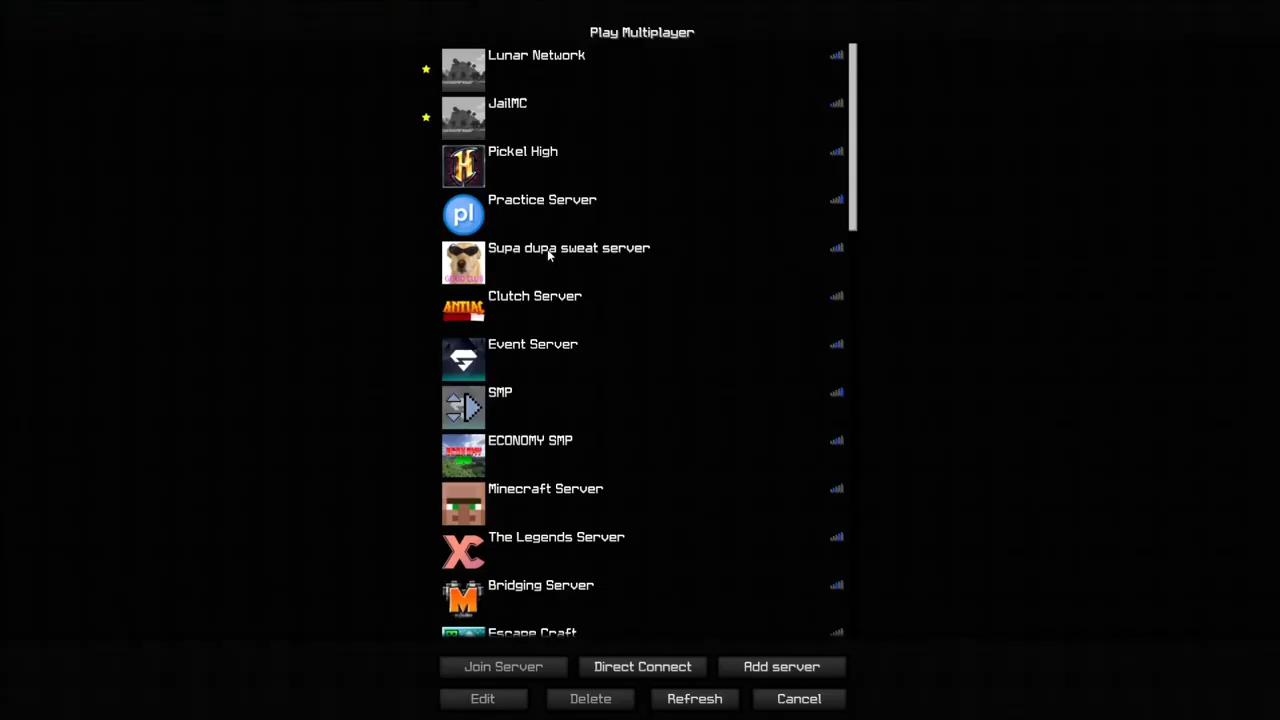 Play Multiplayer
Lunar Network
JailMC
Pickel High
H
Practice Server
pl
Supa dupa sweat server
Clutch Server
ANTIAC
Event Server
SMP
ECONOMY SMP
Minecraft Server
The Legends Server
XC
Bridging Server
M
Escape Craft
Join Server
Direct Connect
Add server
Edit
Delete
Refresh
Cancel